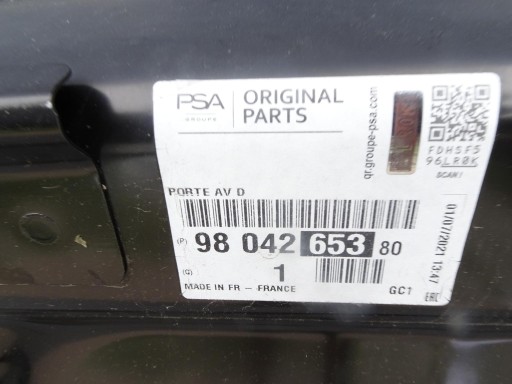 PSA
GROUPE
ORIGINAL
PARTS
qr.groupe-psa.com
FDHSF5
96LR0K
SCAN!
PORTE AV D
(P) 98 042 653 80
(Q) 1
MADE IN FR - FRANCE
GC1
01/07/2021 13:47
EAC